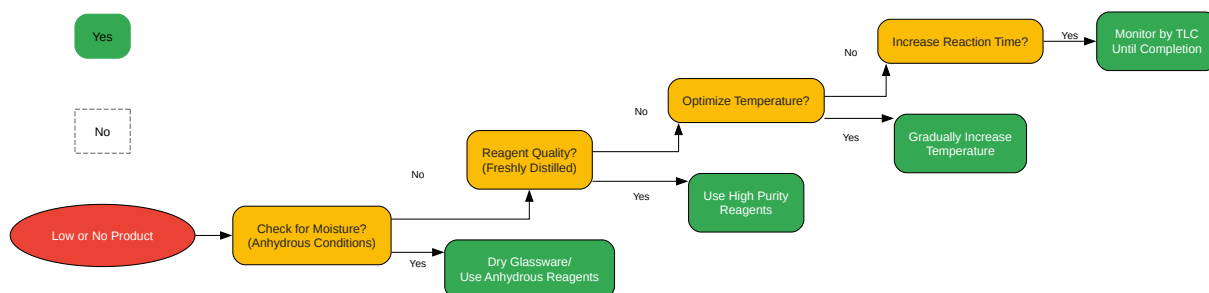 Yes
No
Low or No Product
Check for Moisture?
(Anhydrous Conditions)
No
Yes
Dry Glassware/
Use Anhydrous Reagents
Reagent Quality?
(Freshly Distilled)
No
Yes
Use High Purity
Reagents
Optimize Temperature?
No
Yes
Gradually Increase
Temperature
Increase Reaction Time?
Yes
Monitor by TLC
Until Completion